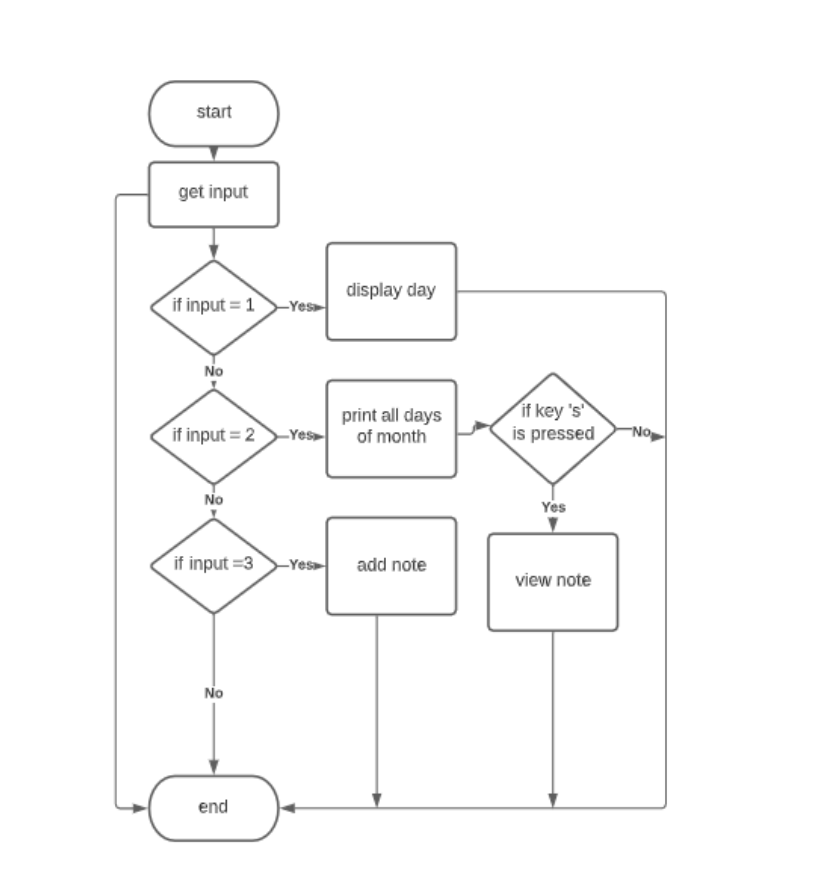 start
get input
if input = 1
Yes
display day
No
if input = 2
Yes
print all days
of month
if key 's'
is pressed
No
No
Yes
if input =3
Yes
add note
view note
No
end